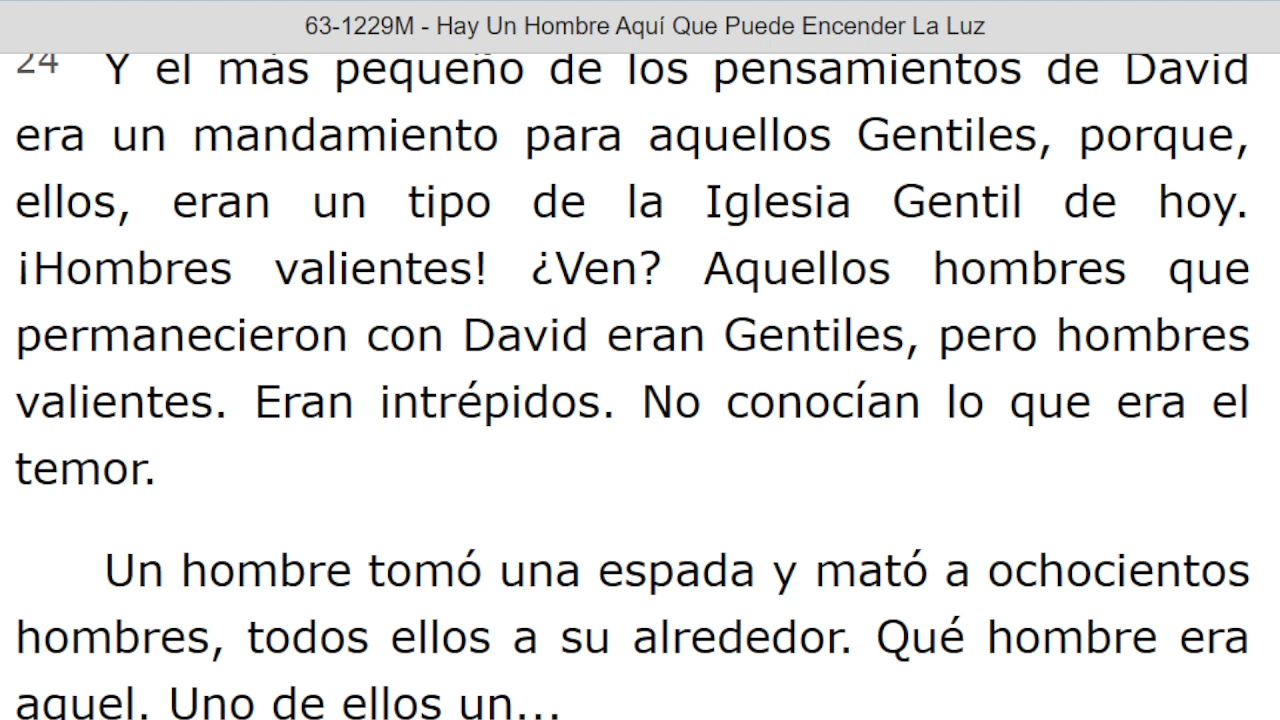 63-1229M - Hay Un Hombre Aquí Que Puede Encender La Luz
24 Y el más pequeño de los pensamientos de David
era un mandamiento para aquellos Gentiles, porque,
ellos, eran un tipo de la Iglesia Gentil de hoy.
¡Hombres valientes! ¿Ven? Aquellos hombres que
permanecieron con David eran Gentiles, pero hombres
valientes. Eran intrépidos. No conocían lo que era el
temor.
Un hombre tomó una espada y mató a ochocientos
hombres, todos ellos a su alrededor. Qué hombre era
aquel. Uno de ellos un...